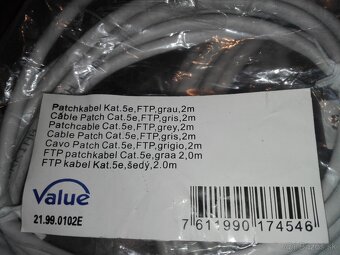 Patchkabel Kat.5e,FTP,grau,2m
Câble Patch Cat.5e,FTP,gris,2m
Patchcable Cat.5e,FTP,grey,2m
Cable Patch Cat.5e,FTP,gris,2m
Cavo Patch Cat.5e,FTP,grigio,2m
FTP patchkabel Cat.5e,graa 2,0m
FTP kabel Kat.5e,šedý,2.0m
value
21.99.0102E
7 611990 174546